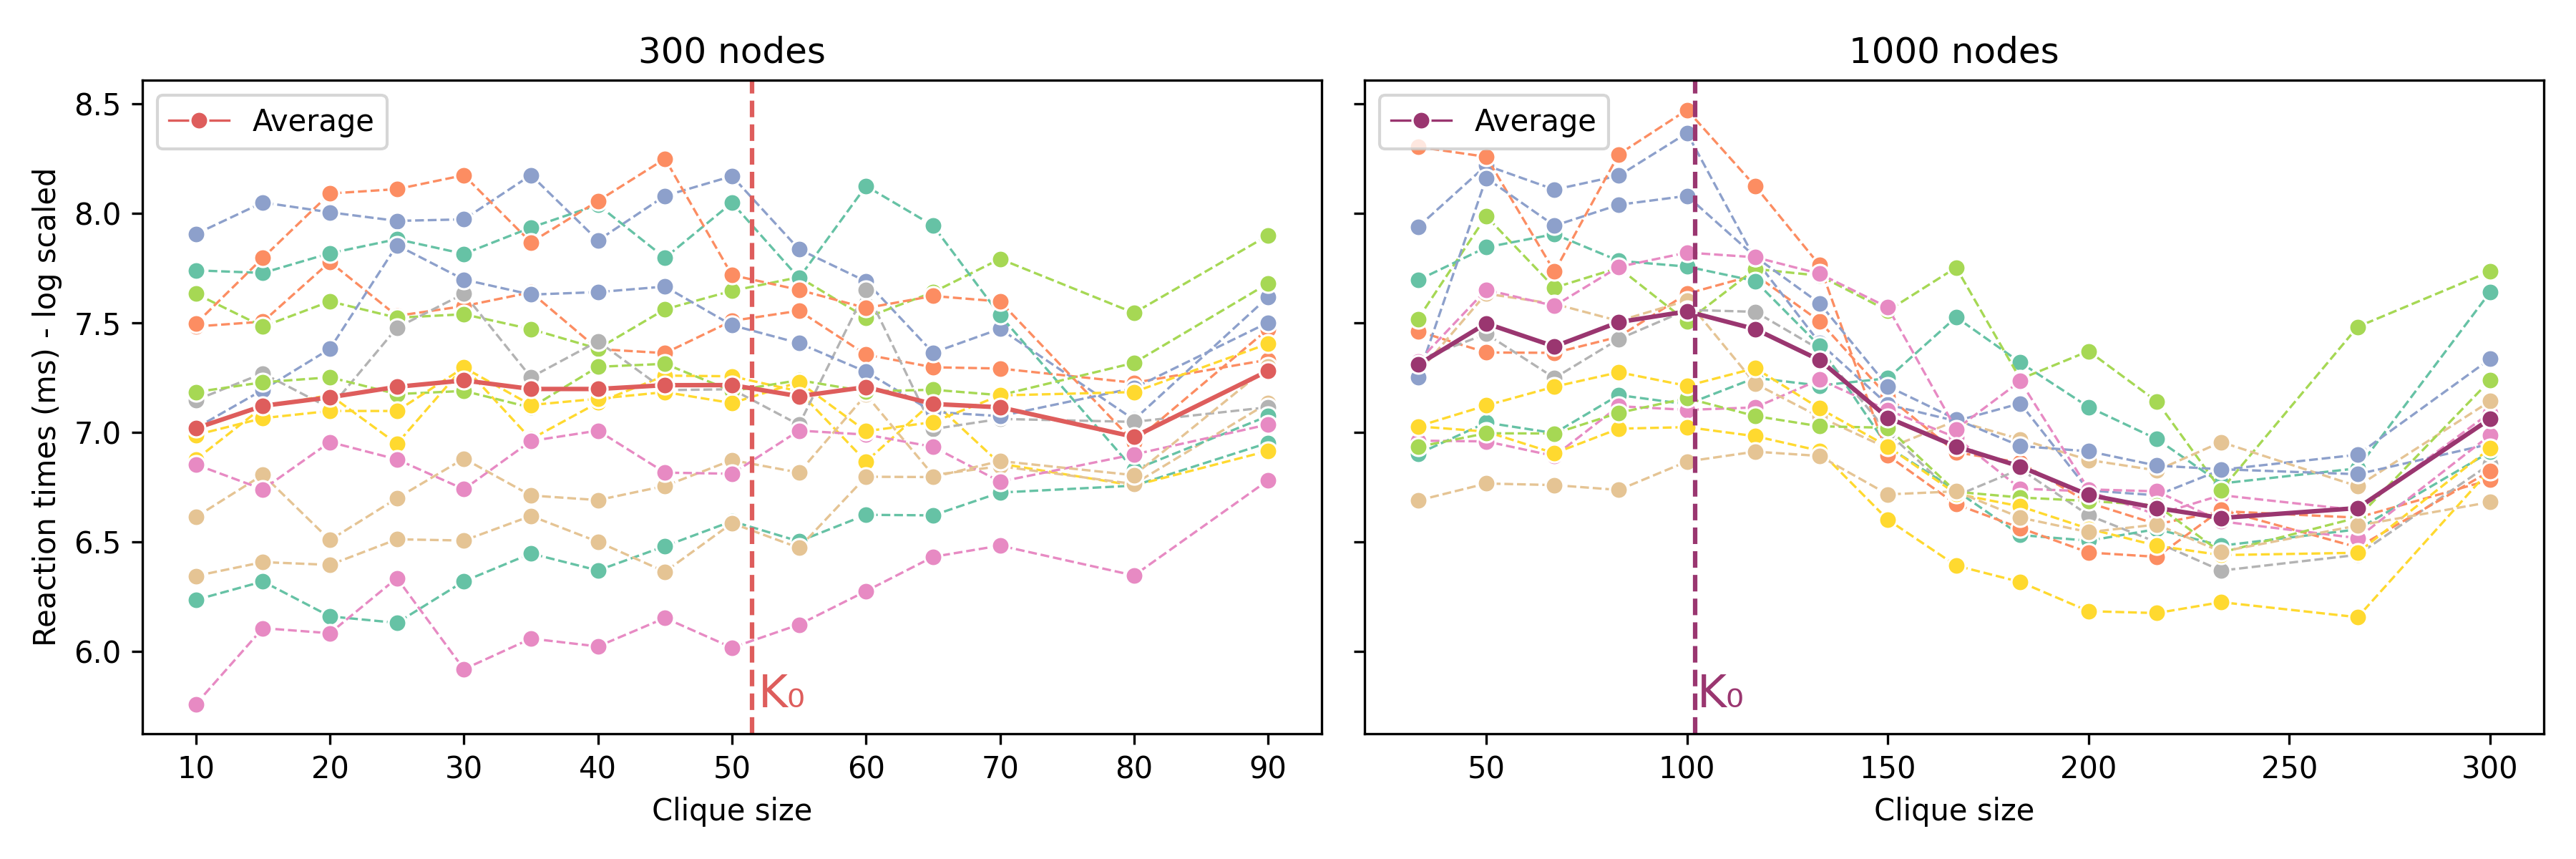 300 nodes
1000 nodes
Average
Average
Reaction times (ms) - log scaled
8.5
8.0
7.5
7.0
6.5
6.0
K₀
K₀
10 20 30 40 50 60 70 80 90
50 100 150 200 250 300
Clique size
Clique size